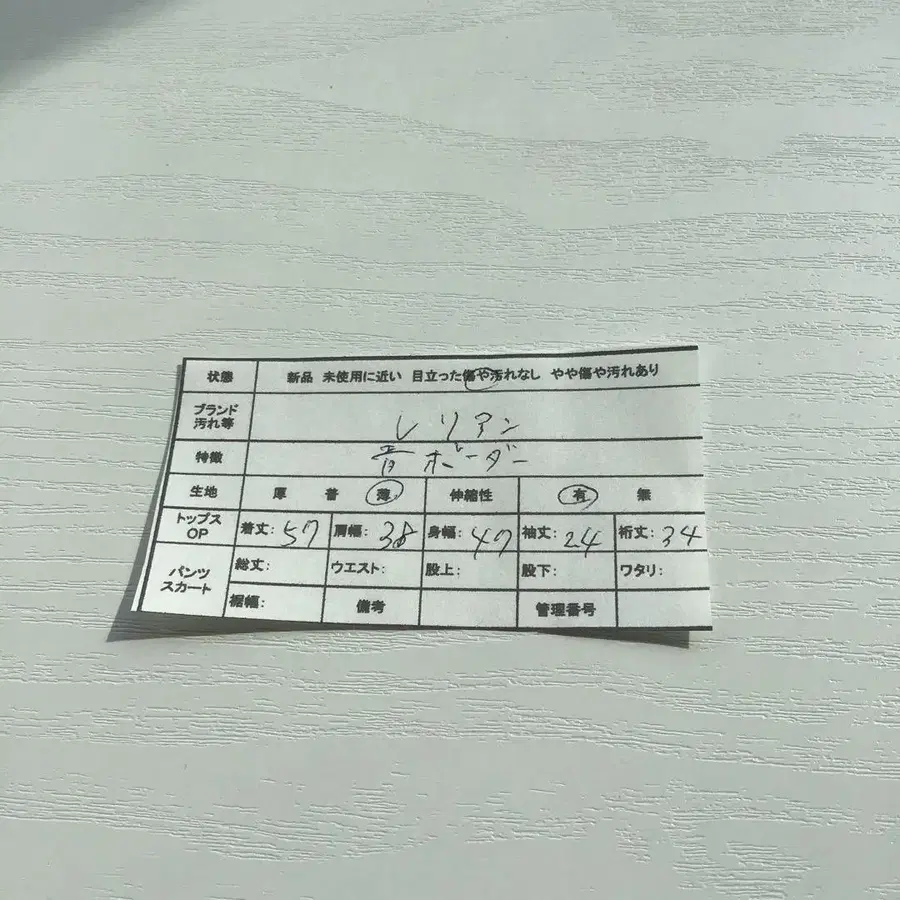 状態 新品 未使用に近い 目立った傷や汚れなし やや傷や汚れあり
ブランド レリアン
汚れ等
特徴 青ボーダー
生地 厚 普 薄 伸縮性 有 無
トップス 着丈: 57 肩幅: 38 身幅: 47 袖丈: 24 裄丈: 34
OP
パンツ 総丈: ウエスト: 股上: 股下: ワタリ:
スカート
裾幅: 備考 管理番号